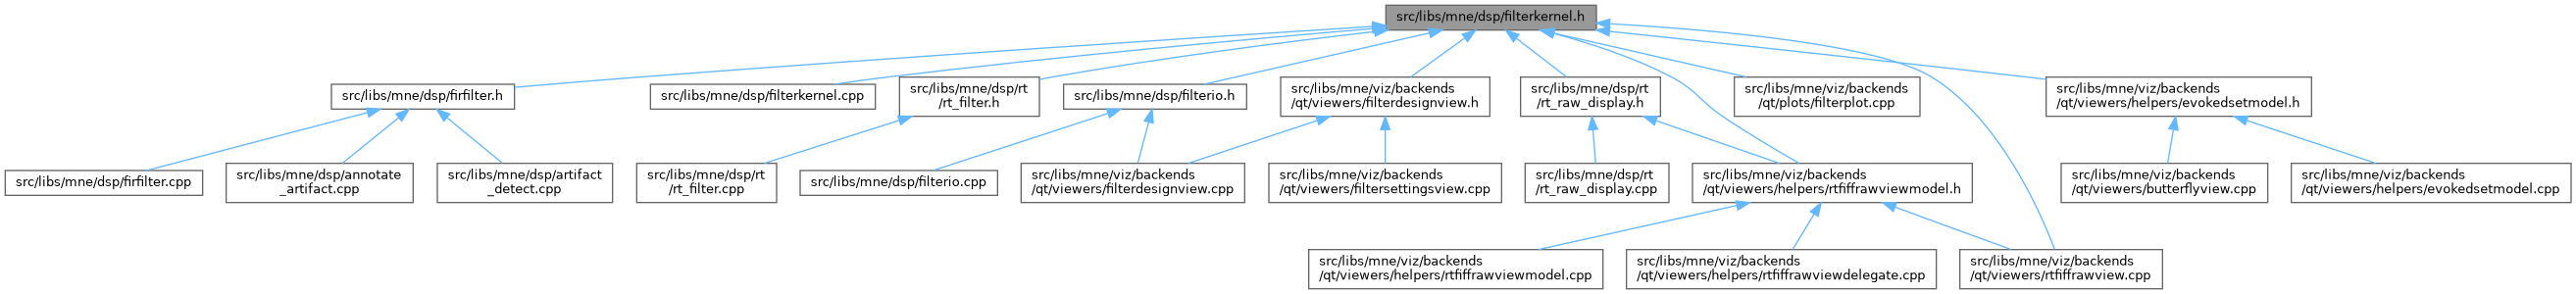 src/libs/mne/dsp/filterkernel.h
src/libs/mne/dsp/firfilter.h
src/libs/mne/dsp/filterkernel.cpp
src/libs/mne/dsp/rt
/rt_filter.h
src/libs/mne/dsp/filterio.h
src/libs/mne/viz/backends
/qt/viewers/filterdesignview.h
src/libs/mne/dsp/rt
/rt_raw_display.h
src/libs/mne/viz/backends
/qt/plots/filterplot.cpp
src/libs/mne/viz/backends
/qt/viewers/helpers/evokedsetmodel.h
src/libs/mne/dsp/firfilter.cpp
src/libs/mne/dsp/annotate
_artifact.cpp
src/libs/mne/dsp/artifact
_detect.cpp
src/libs/mne/dsp/rt
/rt_filter.cpp
src/libs/mne/dsp/filterio.cpp
src/libs/mne/viz/backends
/qt/viewers/filterdesignview.cpp
src/libs/mne/viz/backends
/qt/viewers/filtersettingsview.cpp
src/libs/mne/dsp/rt
/rt_raw_display.cpp
src/libs/mne/viz/backends
/qt/viewers/helpers/rtfiffrawviewmodel.h
src/libs/mne/viz/backends
/qt/viewers/butterflyview.cpp
src/libs/mne/viz/backends
/qt/viewers/helpers/evokedsetmodel.cpp
src/libs/mne/viz/backends
/qt/viewers/helpers/rtfiffrawviewmodel.cpp
src/libs/mne/viz/backends
/qt/viewers/helpers/rtfiffrawviewdelegate.cpp
src/libs/mne/viz/backends
/qt/viewers/rtfiffrawview.cpp